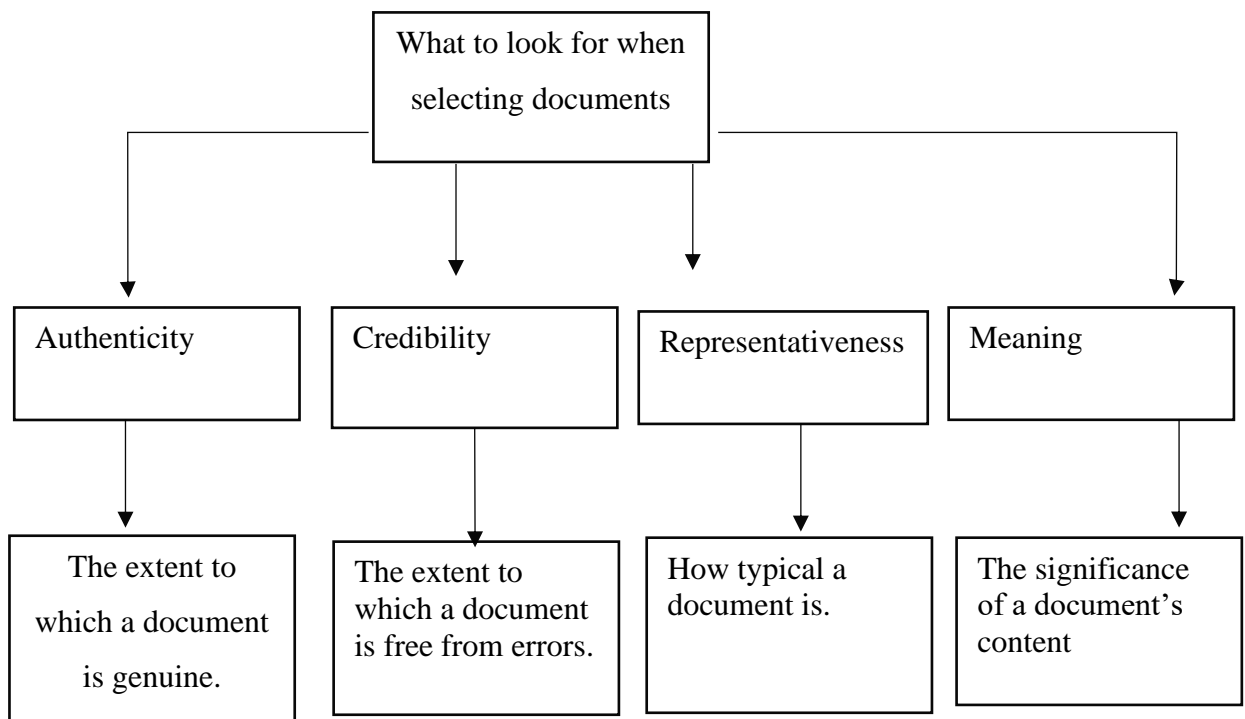 What to look for when
selecting documents
Authenticity
Credibility
Representativeness
Meaning
The extent to
which a document
is genuine.
The extent to
which a document
is free from errors.
How typical a
document is.
The significance
of a document’s
content